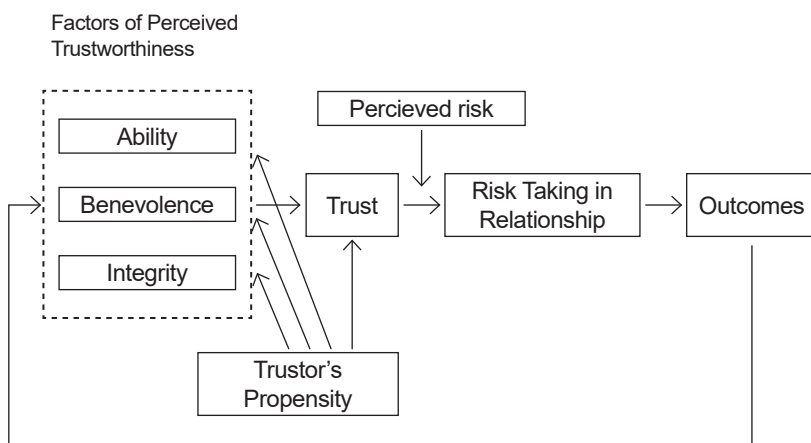 Factors of Perceived
Trustworthiness
Percieved risk
Ability
Benevolence
Integrity
Trust
Risk Taking in
Relationship
Outcomes
Trustor’s
Propensity